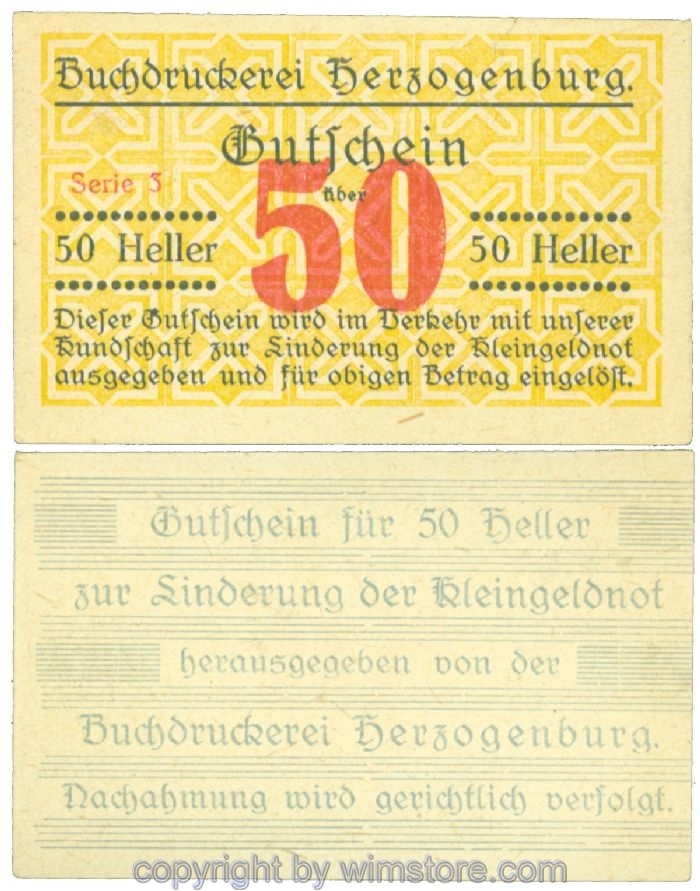 Buchdruckerei Herzogenburg.
Gutschein
Serie 3
über
50
50 Heller
50 Heller
Dieser Gutschein wird im Verkehr mit unserer
Kundschaft zur Linderung der Kleingeldnot
ausgegeben und für obigen Betrag eingelöst.
Gutschein für 50 Heller
zur Linderung der Kleingeldnot
herausgegeben von der
Buchdruckerei Herzogenburg.
Nachahmung wird gerichtlich verfolgt.
copyright by wimstore.com